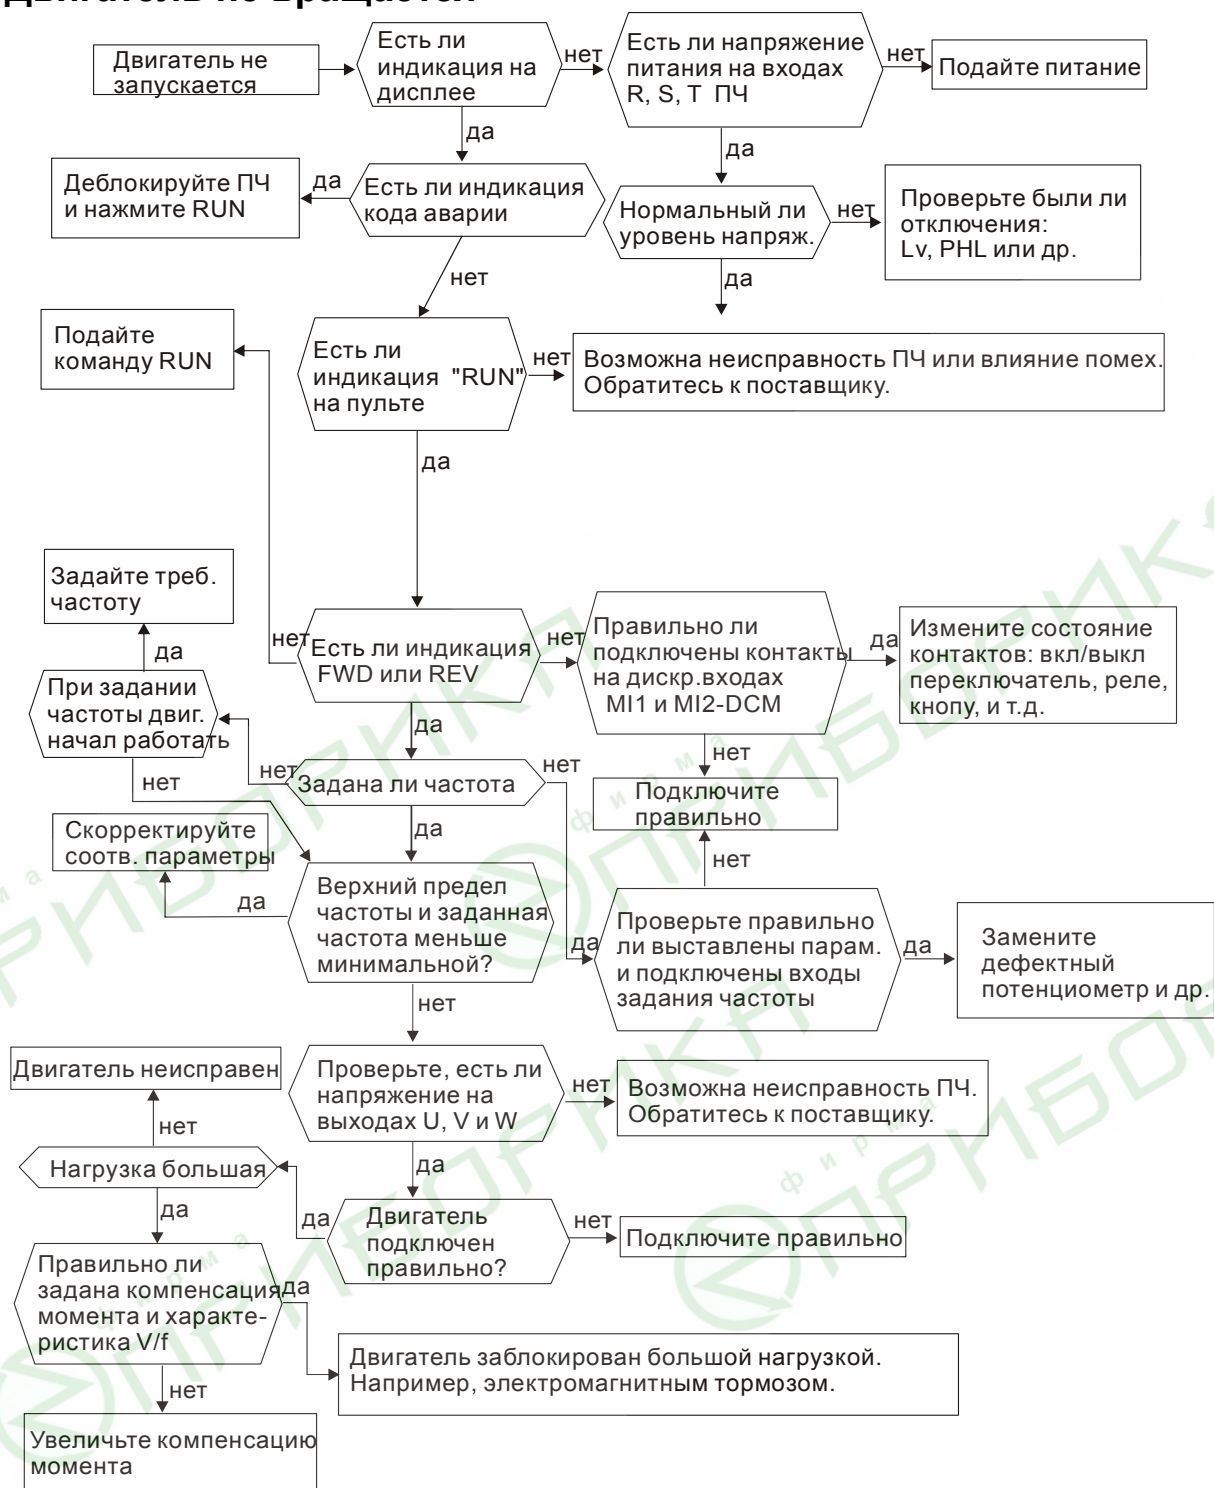 Двигатель не вращается
Двигатель не
запускается
Есть ли
индикация на
дисплее
нет
Есть ли напряжение
питания на входах
R, S, T ПЧ
нет
Подайте питание
да
да
Деблокируйте ПЧ
и нажмите RUN
да
Есть ли индикация
кода аварии
Нормальный ли
уровень напряж.
нет
Проверьте были ли
отключения:
Lv, PHL или др.
нет
да
Подайте
команду RUN
Есть ли
индикация "RUN"
на пульте
нет
Возможна неисправность ПЧ или влияние помех.
Обратитесь к поставщику.
да
Задайте треб.
частоту
да
нет
Есть ли индикация
FWD или REV
нет
Правильно ли
подключены контакты
на дискр.входах
MI1 и MI2-DCM
да
Измените состояние
контактов: вкл/выкл
переключатель, реле,
кнопу, и т.д.
При задании
частоты двиг.
начал работать
да
нет
нет
нет
Задана ли частота
нет
Подключите
правильно
Скорректируйте
соотв. параметры
да
нет
да
Верхний предел
частоты и заданная
частота меньше
минимальной?
да
Проверьте правильно
ли выставлены парам.
и подключены входы
задания частоты
да
Замените
дефектный
потенциометр и др.
нет
Двигатель неисправен
Проверьте, есть ли
напряжение на
выходах U, V и W
нет
Возможна неисправность ПЧ.
Обратитесь к поставщику.
нет
да
Нагрузка большая
да
да
Двигатель
подключен
правильно?
нет
Подключите правильно
Правильно ли
задана компенсация
момента и характе-
ристика V/f
да
Двигатель заблокирован большой нагрузкой.
Например, электромагнитным тормозом.
нет
Увеличьте компенсацию
момента
фирма
ПРИБОРИКА